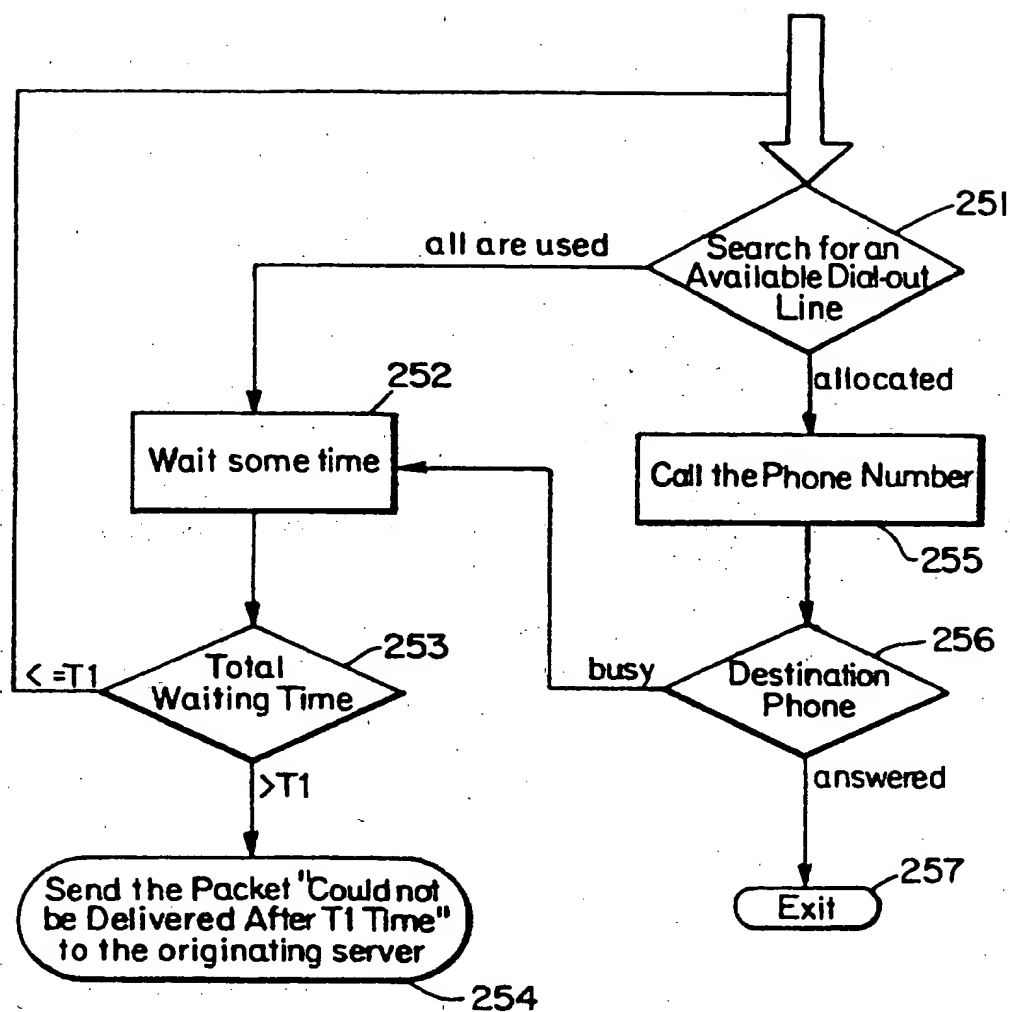 251
all are used
Search for an
Available Dial-out
Line
252
allocated
Wait some time
Call the Phone Number
255
253
256
< =T1
Total
Waiting Time
busy
Destination
Phone
>T1
answered
257
Send the Packet "Could not
be Delivered After T1 Time"
to the originating server
Exit
254